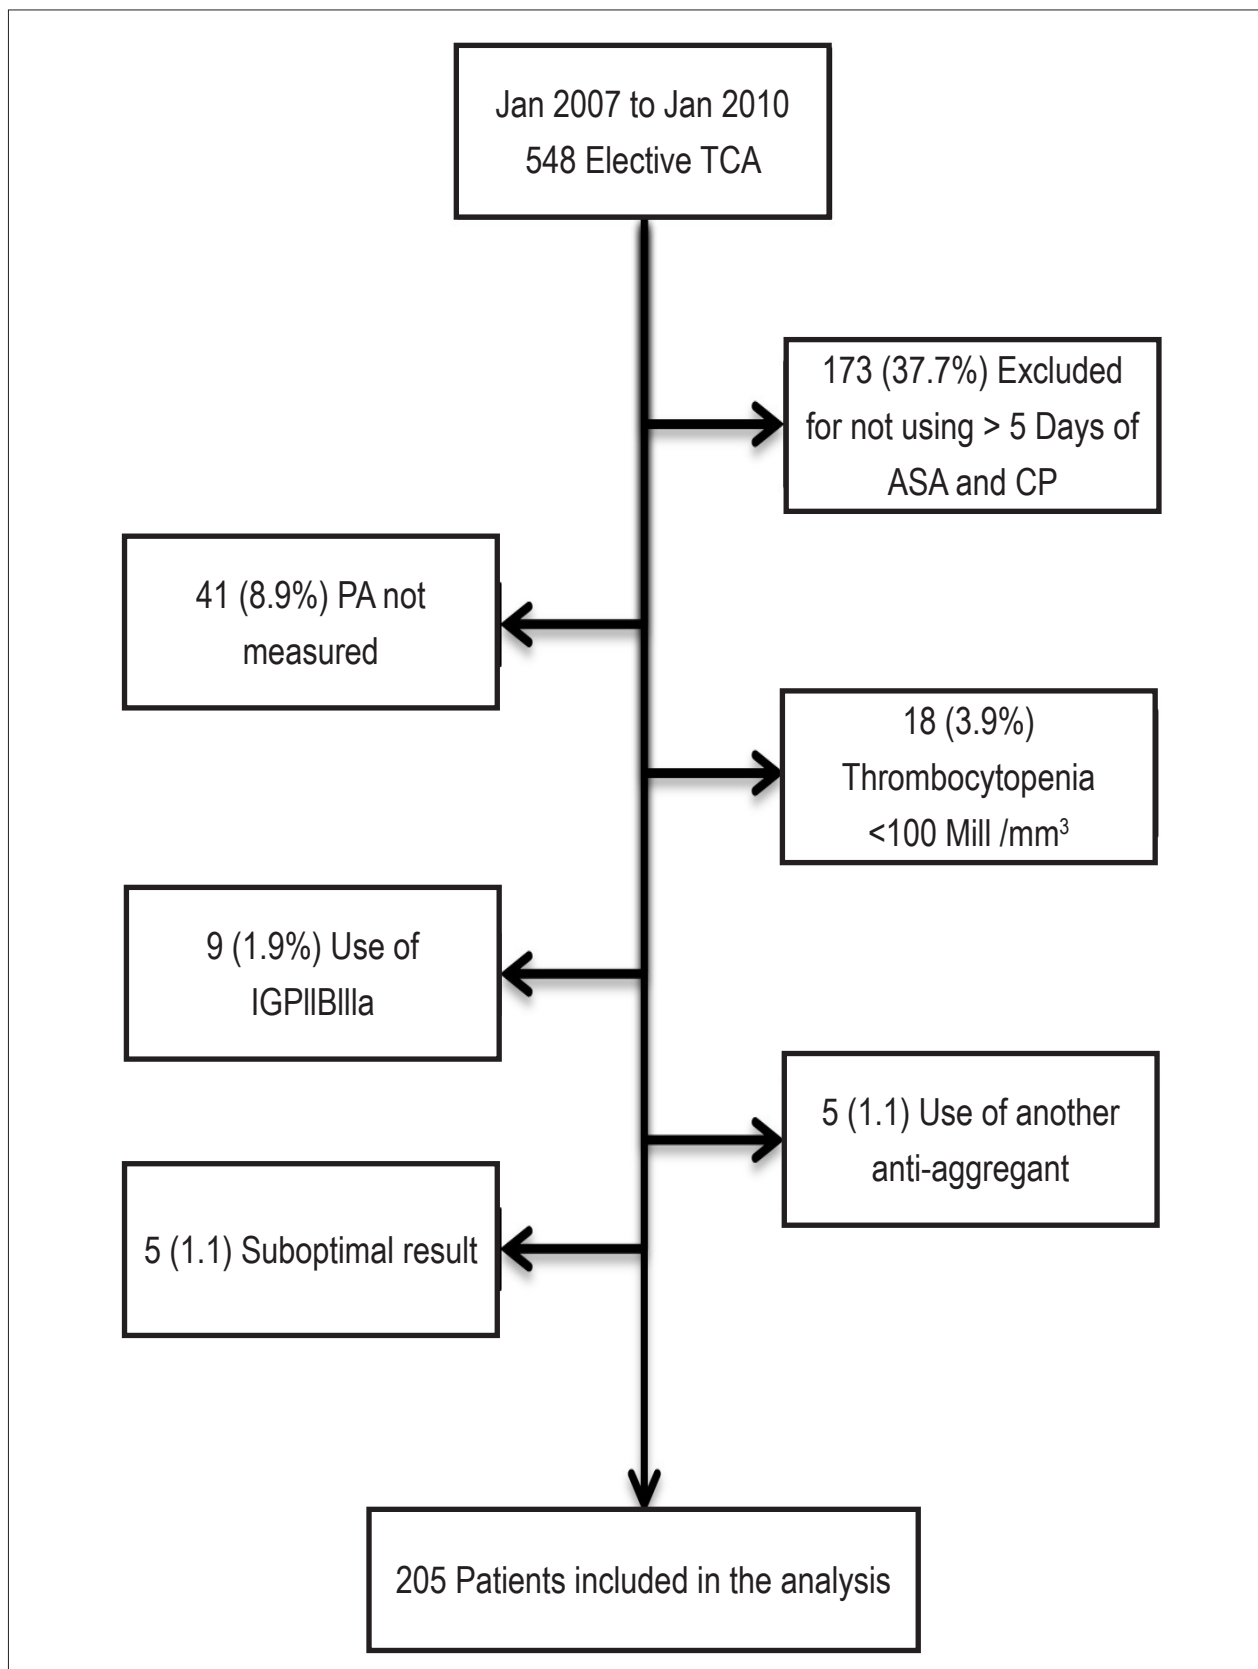 Jan 2007 to Jan 2010
548 Elective TCA
173 (37.7%) Excluded
for not using > 5 Days of
ASA and CP
41 (8.9%) PA not
measured
18 (3.9%)
Thrombocytopenia
<100 Mill /mm³
9 (1.9%) Use of
IGPIIBIIIa
5 (1.1) Use of another
anti-aggregant
5 (1.1) Suboptimal result
205 Patients included in the analysis